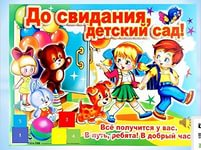 До свидания,
детский сад!
Всё получится у вас.
В путь, ребята! В добрый час